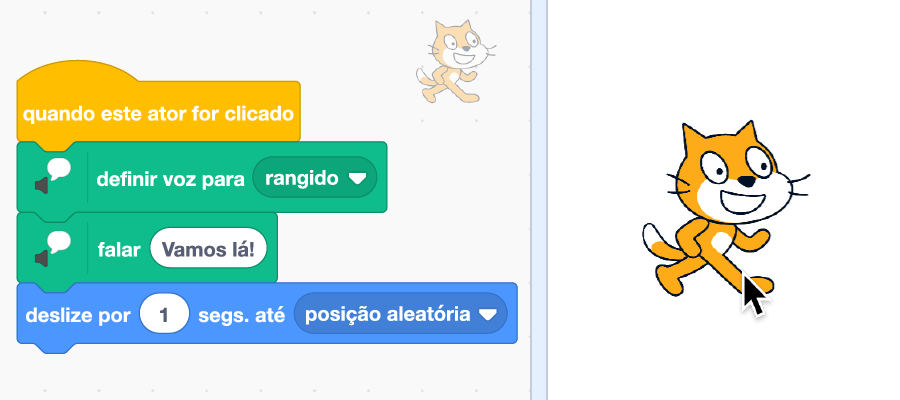 quando este ator for clicado
definir voz para rangido
falar Vamos lá!
deslize por 1 segs. até posição aleatória